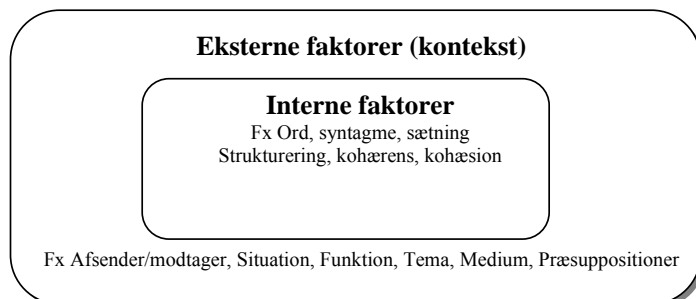 Eksterne faktorer (kontekst)
Interne faktorer
Fx Ord, syntagme, sætning
Strukturering, kohærens, kohæsion
Fx Afsender/modtager, Situation, Funktion, Tema, Medium, Præsuppositioner